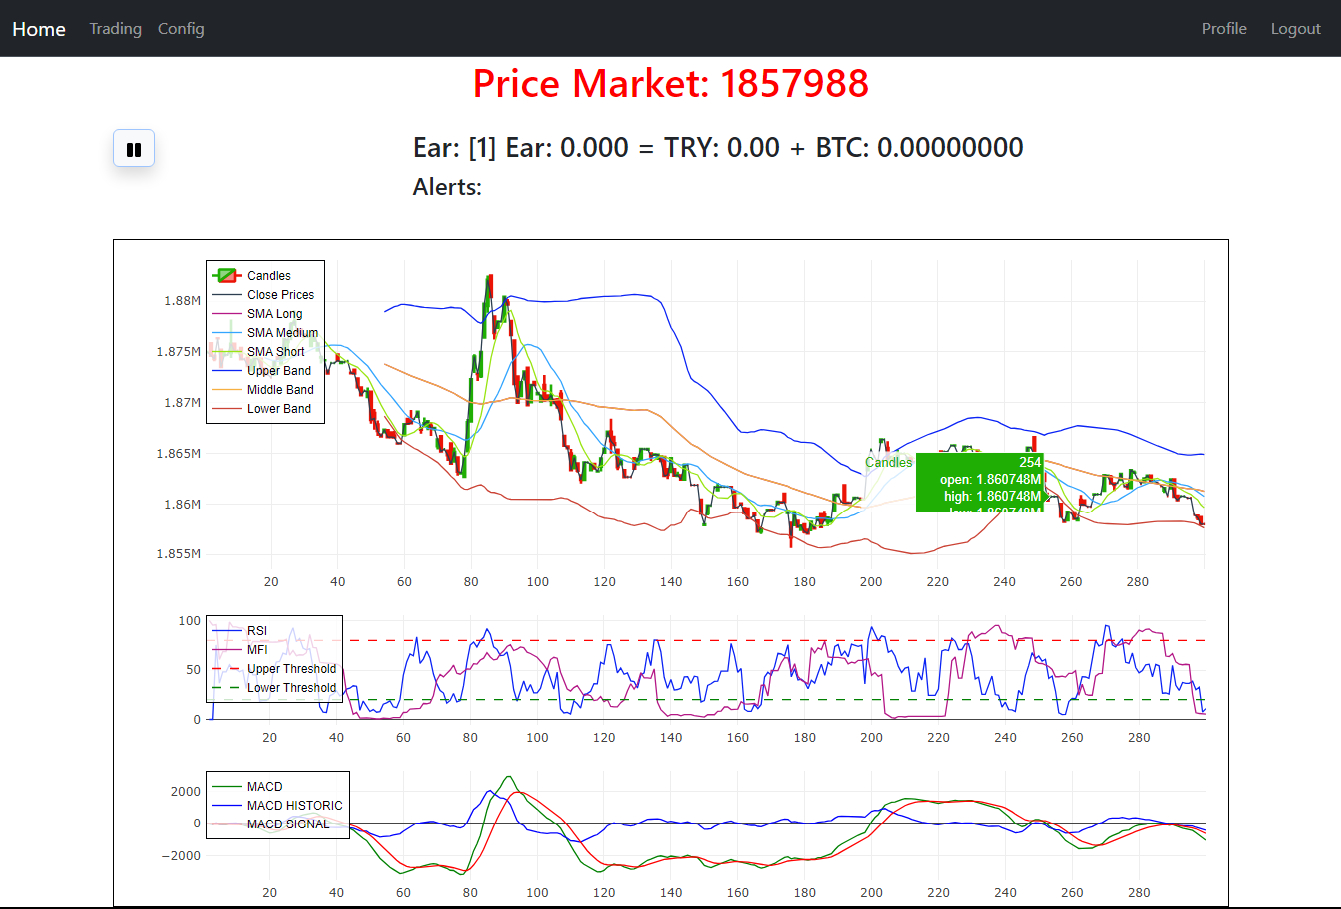 Home Trading Config Profile Logout
Price Market: 1857988
Ear: [1] Ear: 0.000 = TRY: 0.00 + BTC: 0.00000000
Alerts:
Candles
Close Prices
SMA Long
SMA Medium
SMA Short
Upper Band
Middle Band
Lower Band
1.88M
1.875M
1.87M
1.865M
1.86M
1.855M
Candles 254
open: 1.860748M
high: 1.860748M
low: 1.860748M
20 40 60 80 100 120 140 160 180 200 220 240 260 280
RSI
MFI
Upper Threshold
Lower Threshold
100
50
0
20 40 60 80 100 120 140 160 180 200 220 240 260 280
MACD
MACD HISTORIC
MACD SIGNAL
2000
0
−2000
20 40 60 80 100 120 140 160 180 200 220 240 260 280